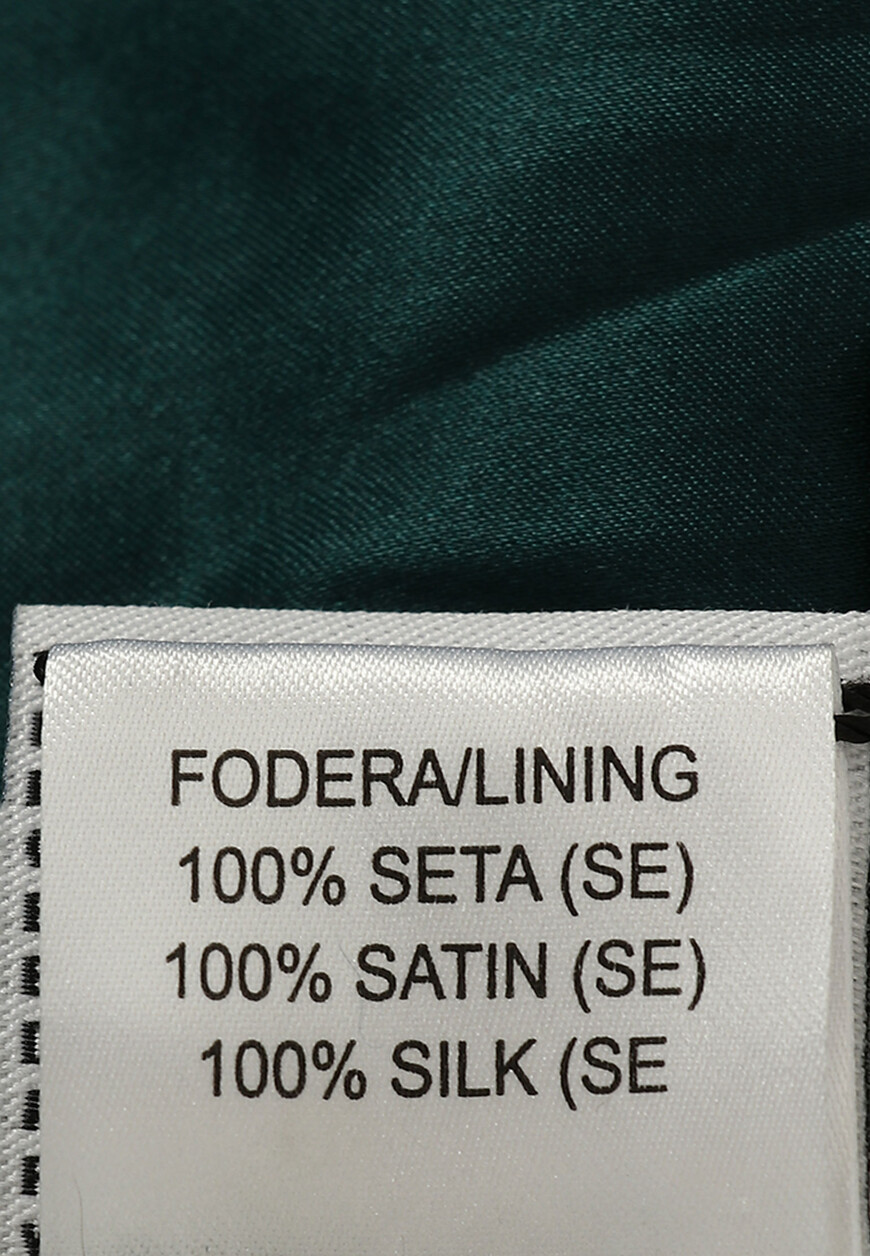 FODERA/LINING
100% SETA (SE)
100% SATIN (SE)
100% SILK (SE